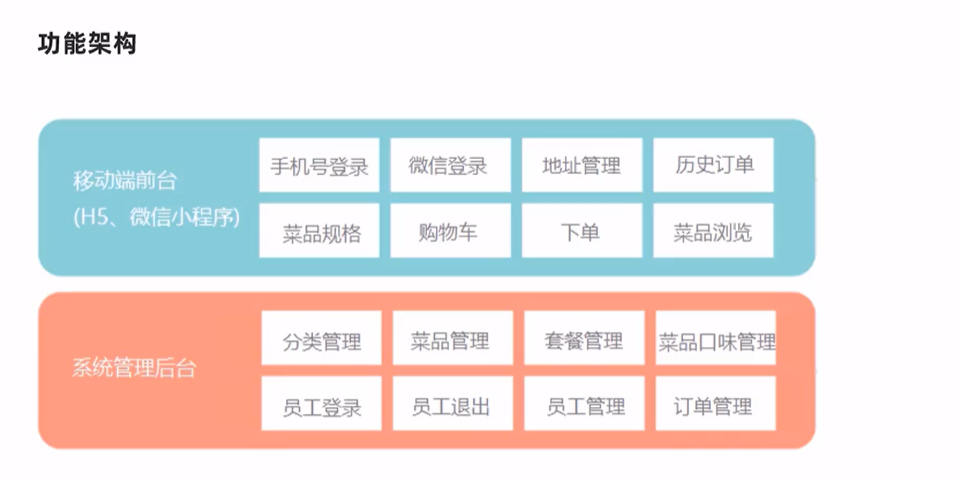 功能架构
移动端前台
(H5、微信小程序)
手机号登录 微信登录 地址管理 历史订单
菜品规格 购物车 下单 菜品浏览
系统管理后台
分类管理 菜品管理 套餐管理 菜品口味管理
员工登录 员工退出 员工管理 订单管理